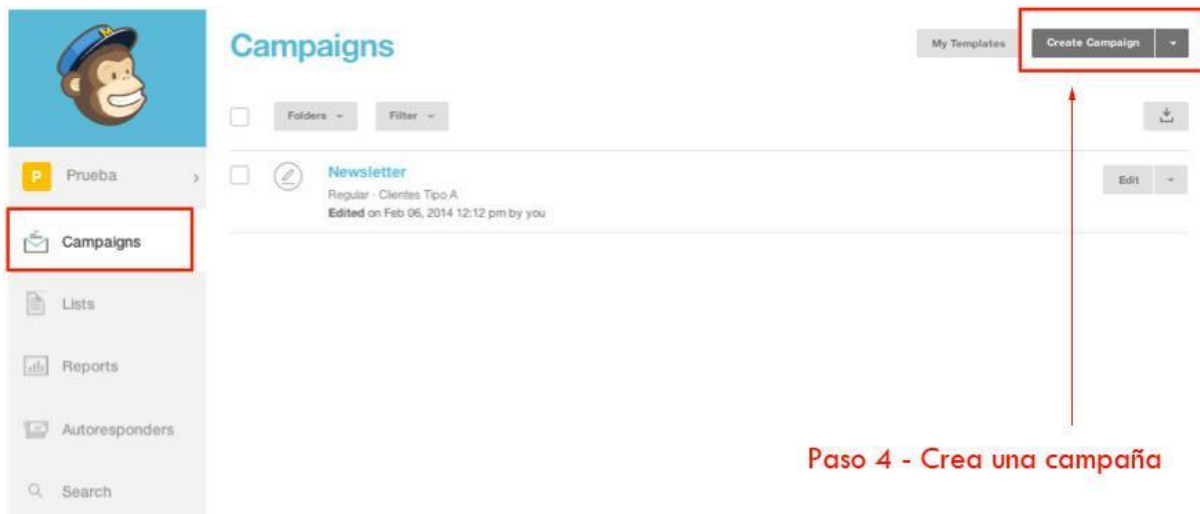 Campaigns
My Templates
Create Campaign
Folders
Filter
P Prueba
Newsletter
Regular - Clientes Tipo A
Edited on Feb 06, 2014 12:12 pm by you
Edit
Campaigns
Lists
Reports
Autoresponders
Search
Paso 4 - Crea una campaña